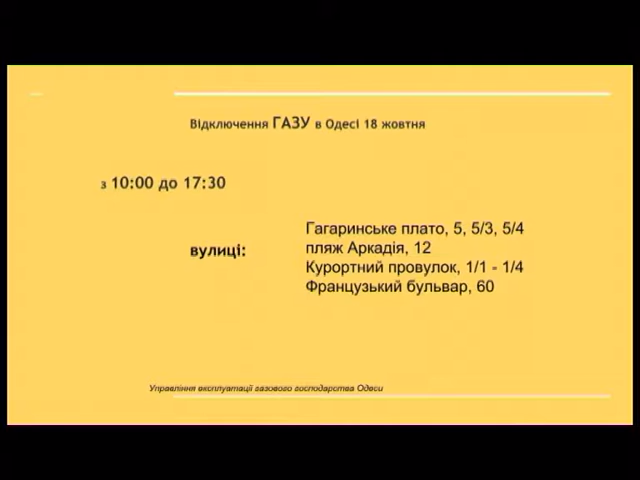 Відключення ГАЗУ в Одесі 18 жовтня
з 10:00 до 17:30
вулиці:
Гагаринське плато, 5, 5/3, 5/4
пляж Аркадія, 12
Курортний провулок, 1/1 - 1/4
Французький бульвар, 60
Управління експлуатації газового господарства Одеси